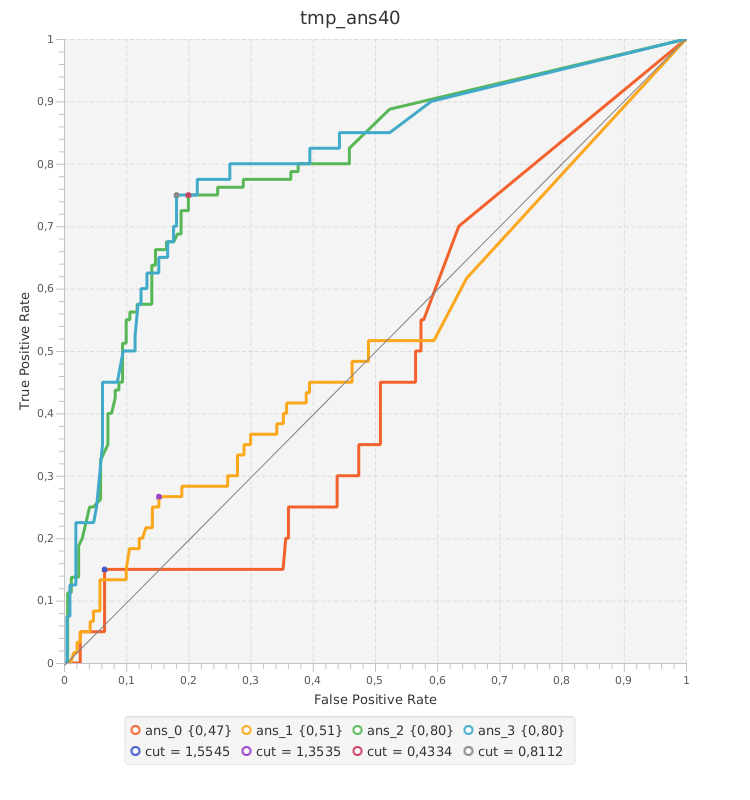 tmp_ans40
1
0,9
0,8
0,7
0,6
0,5
0,4
0,3
0,2
0,1
0
True Positive Rate
0 0,1 0,2 0,3 0,4 0,5 0,6 0,7 0,8 0,9 1
False Positive Rate
ans_0 {0,47} ans_1 {0,51} ans_2 {0,80} ans_3 {0,80}
cut = 1,5545 cut = 1,3535 cut = 0,4334 cut = 0,8112